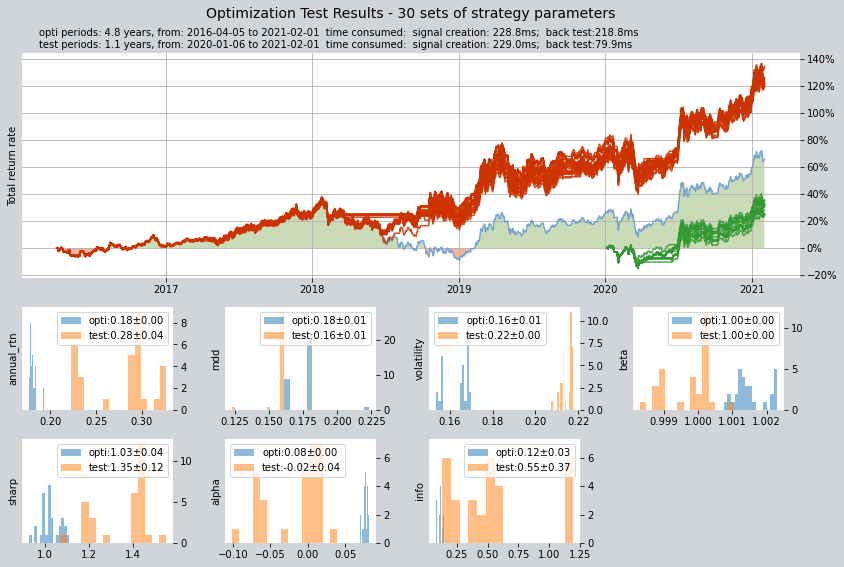 Optimization Test Results - 30 sets of strategy parameters
opti periods: 4.8 years, from: 2016-04-05 to 2021-02-01 time consumed: signal creation: 228.8ms; back test:218.8ms
test periods: 1.1 years, from: 2020-01-06 to 2021-02-01 time consumed: signal creation: 229.0ms; back test:79.9ms
Total return rate
140%
120%
100%
80%
60%
40%
20%
0%
−20%
2017 2018 2019 2020 2021
annual_rtn
opti:0.18±0.00
test:0.28±0.04
8
6
4
2
0
0.20 0.25 0.30
mdd
opti:0.18±0.01
test:0.16±0.01
20
10
0
0.125 0.150 0.175 0.200 0.225
volatility
opti:0.16±0.01
test:0.22±0.00
10.0
7.5
5.0
2.5
0.0
0.16 0.18 0.20 0.22
beta
opti:1.00±0.00
test:1.00±0.00
10
5
0
0.999 1.000 1.001 1.002
sharp
opti:1.03±0.04
test:1.35±0.12
10
5
0
1.0 1.2 1.4
alpha
opti:0.08±0.00
test:-0.02±0.04
6
4
2
0
−0.10 −0.05 0.00 0.05
info
opti:0.12±0.03
test:0.55±0.37
6
4
2
0
0.25 0.50 0.75 1.00 1.25